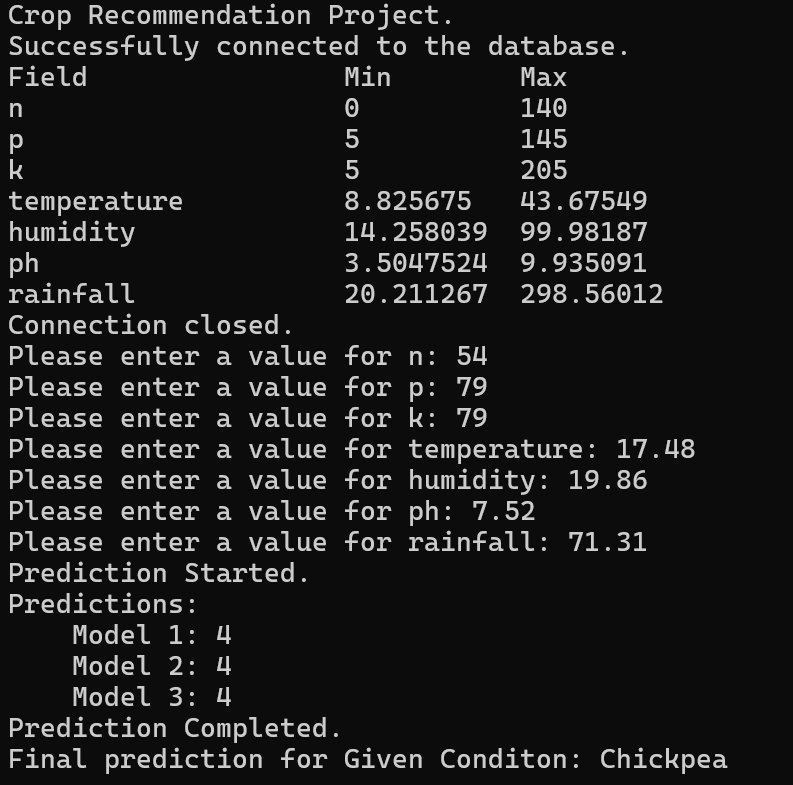 Crop Recommendation Project.
Successfully connected to the database.
Field Min Max
n 0 140
p 5 145
k 5 205
temperature 8.825675 43.67549
humidity 14.258039 99.98187
ph 3.5047524 9.935091
rainfall 20.211267 298.56012
Connection closed.
Please enter a value for n: 54
Please enter a value for p: 79
Please enter a value for k: 79
Please enter a value for temperature: 17.48
Please enter a value for humidity: 19.86
Please enter a value for ph: 7.52
Please enter a value for rainfall: 71.31
Prediction Started.
Predictions:
Model 1: 4
Model 2: 4
Model 3: 4
Prediction Completed.
Final prediction for Given Conditon: Chickpea